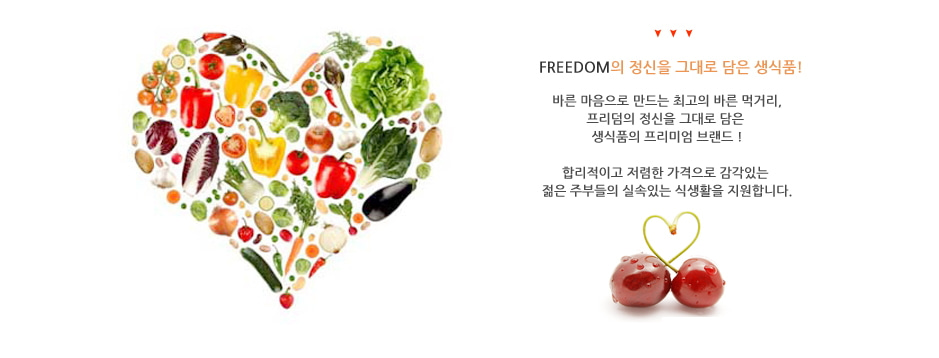 FREEDOM의 정신을 그대로 담은 생식품!
바른 마음으로 만드는 최고의 바른 먹거리,
프리덤의 정신을 그대로 담은
생식품의 프리미엄 브랜드 !
합리적이고 저렴한 가격으로 감각있는
젊은 주부들의 실속있는 식생활을 지원합니다.